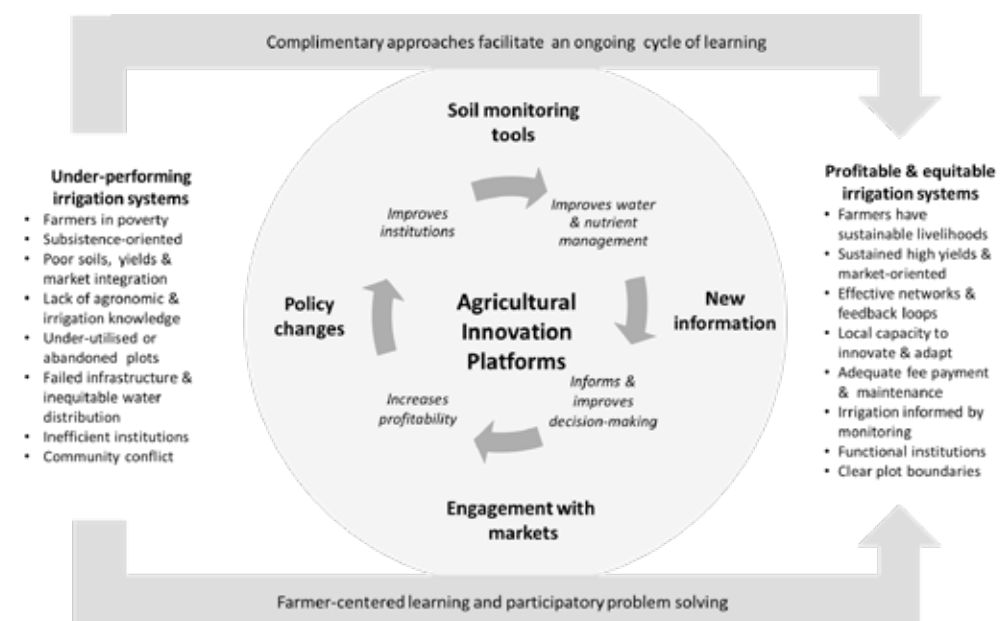 Complimentary approaches facilitate an ongoing cycle of learning
Under-performing
irrigation systems
• Farmers in poverty
• Subsistence-oriented
• Poor soils, yields &
market integration
• Lack of agronomic &
irrigation knowledge
• Under-utilised or
abandoned plots
• Failed infrastructure &
inequitable water
distribution
• Inefficient institutions
• Community conflict
Soil monitoring
tools
Improves
institutions
Improves water
& nutrient
management
Policy
changes
Agricultural
Innovation
Platforms
New
information
Increases
profitability
Informs &
improves
decision-making
Engagement with
markets
Profitable & equitable
irrigation systems
• Farmers have
sustainable livelihoods
• Sustained high yields &
market-oriented
• Effective networks &
feedback loops
• Local capacity to
innovate & adapt
• Adequate fee payment
& maintenance
• Irrigation informed by
monitoring
• Functional institutions
• Clear plot boundaries
Farmer-centered learning and participatory problem solving